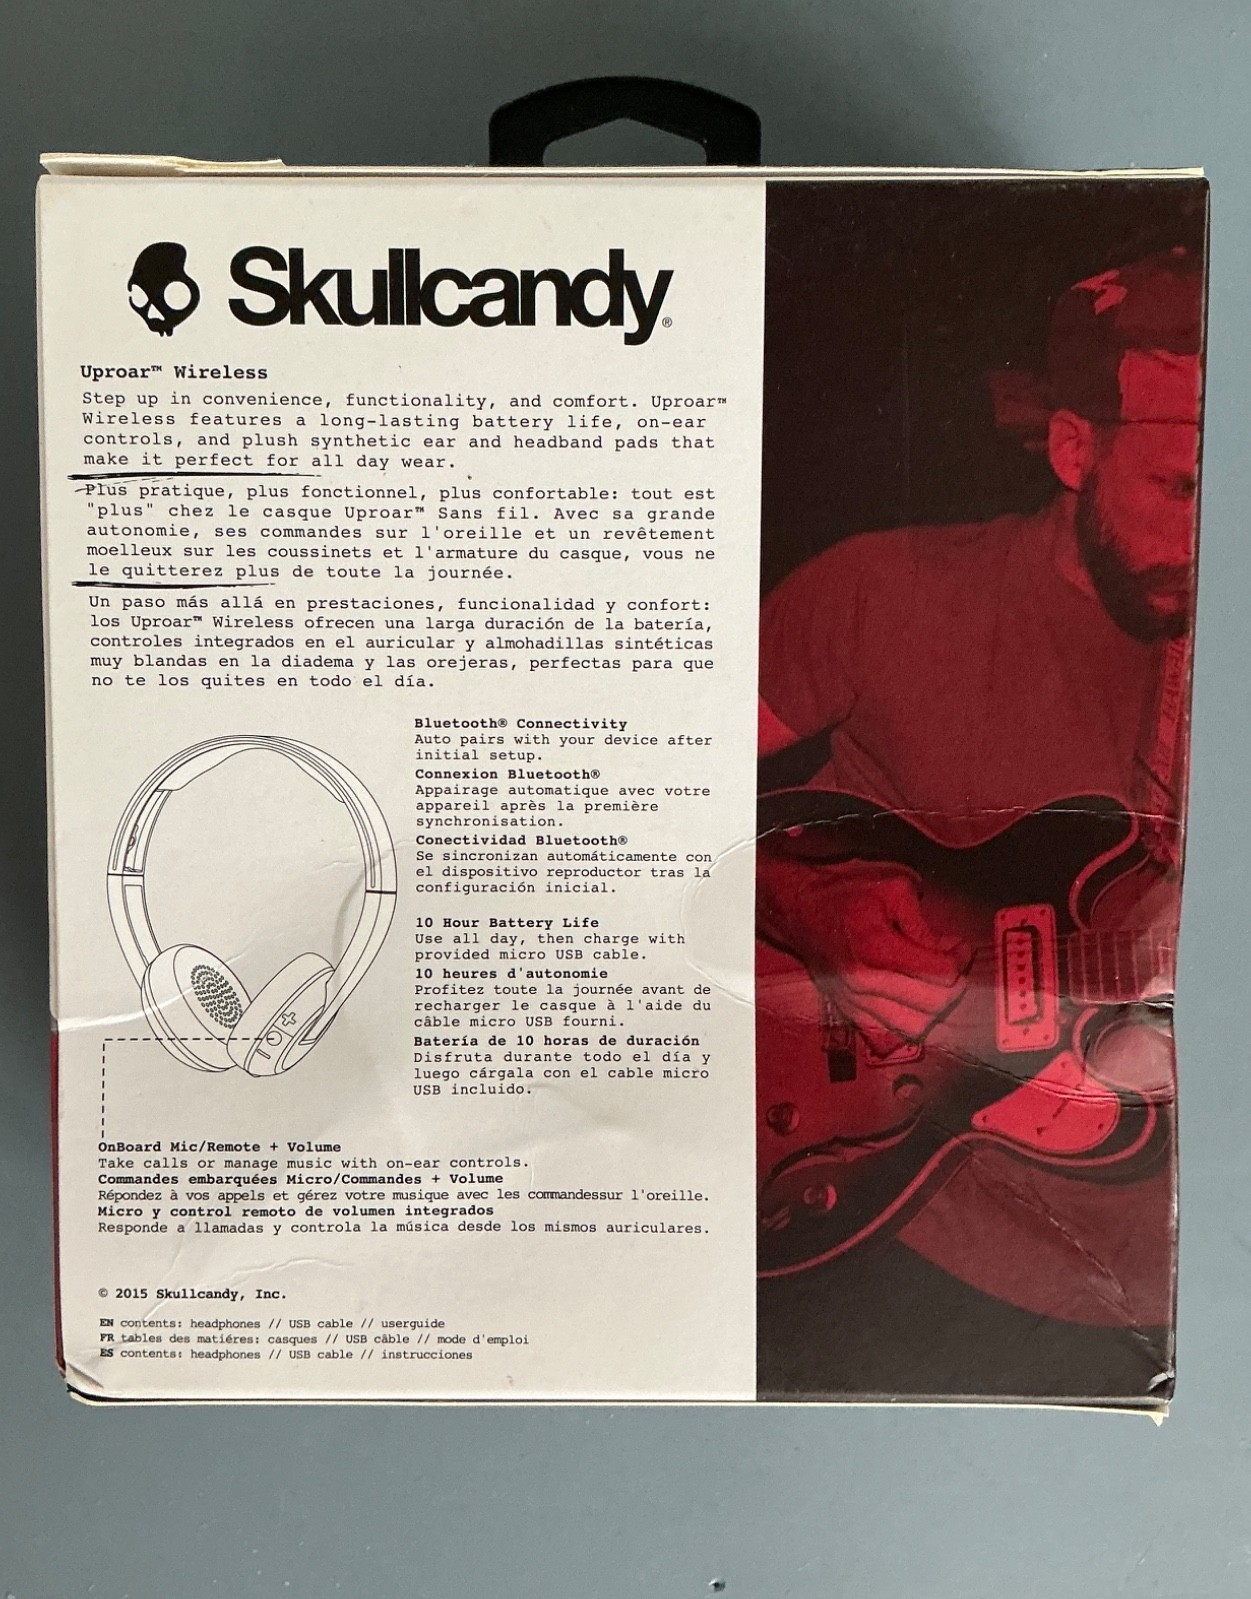 Skullcandy®
Uproar™ Wireless
Step up in convenience, functionality, and comfort. Uproar™
Wireless features a long-lasting battery life, on-ear
controls, and plush synthetic ear and headband pads that
make it perfect for all day wear.
Plus pratique, plus fonctionnel, plus confortable: tout est
"plus" chez le casque Uproar™ Sans fil. Avec sa grande
autonomie, ses commandes sur l'oreille et un revêtement
moelleux sur les coussinets et l'armature du casque, vous ne
le quitterez plus de toute la journée.
Un paso más allá en prestaciones, funcionalidad y confort:
los Uproar™ Wireless ofrecen una larga duración de la batería,
controles integrados en el auricular y almohadillas sintéticas
muy blandas en la diadema y las orejeras, perfectas para que
no te los quites en todo el día.
Bluetooth® Connectivity
Auto pairs with your device after
initial setup.
Connexion Bluetooth®
Appairage automatique avec votre
appareil après la première
synchronisation.
Conectividad Bluetooth®
Se sincronizan automáticamente con
el dispositivo reproductor tras la
configuración inicial.
10 Hour Battery Life
Use all day, then charge with
provided micro USB cable.
10 heures d'autonomie
Profitez toute la journée avant de
recharger le casque à l'aide du
câble micro USB fourni.
Batería de 10 horas de duración
Disfruta durante todo el día y
luego cárgala con el cable micro
USB incluido.
OnBoard Mic/Remote + Volume
Take calls or manage music with on-ear controls.
Commandes embarquées Micro/Commandes + Volume
Répondez à vos appels et gérez votre musique avec les commandessur l'oreille.
Micro y control remoto de volumen integrados
Responde a llamadas y controla la música desde los mismos auriculares.
© 2015 Skullcandy, Inc.
EN contents: headphones // USB cable // userguide
FR tables des matiéres: casques // USB câble // mode d'emploi
ES contents: headphones // USB cable // instrucciones